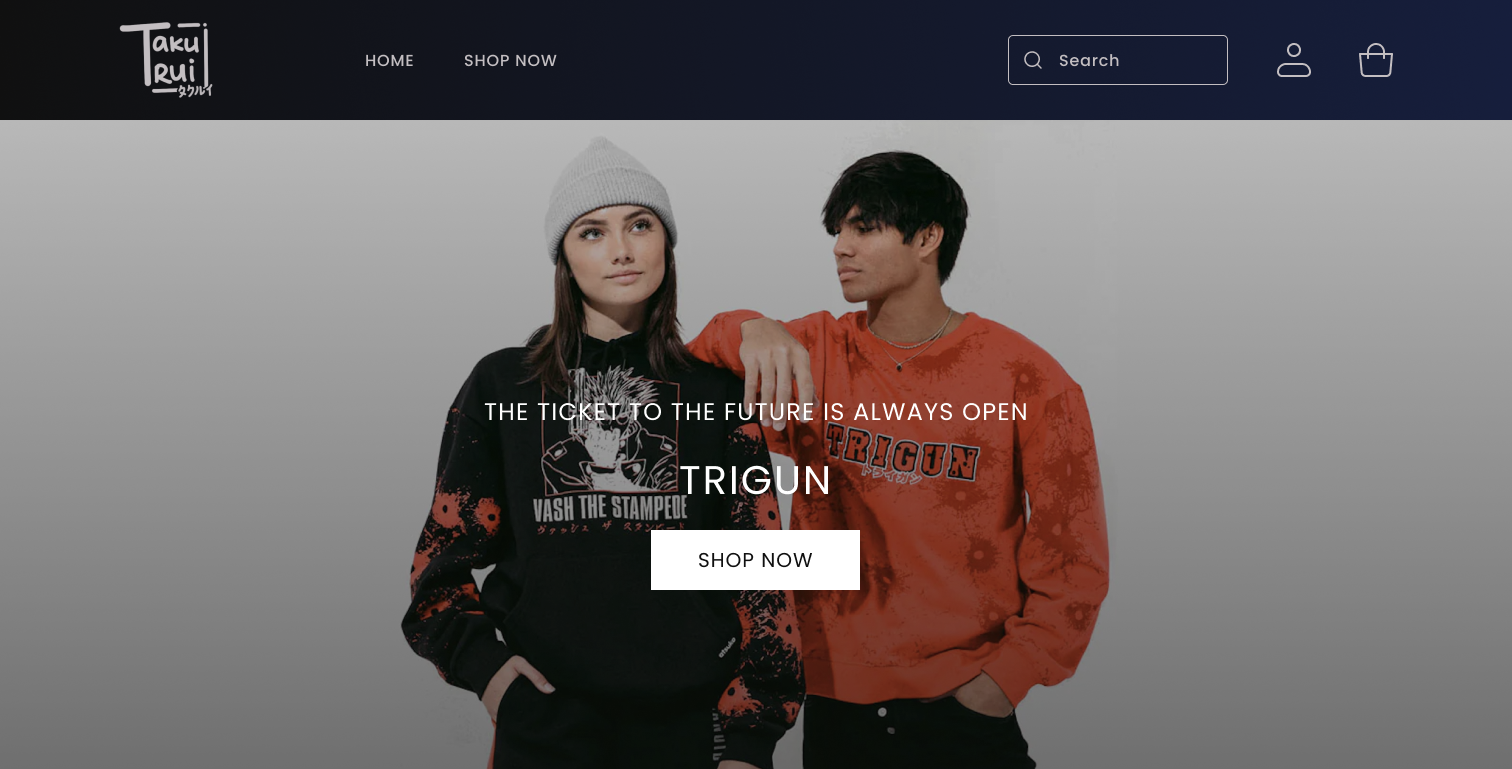 Taku
Rui
タクルイ
HOME
SHOP NOW
Search
THE TICKET TO THE FUTURE IS ALWAYS OPEN
TRIGUN
トライガン
TRIGUN
VASH THE STAMPEDE
ヴァッシュ ザ スタンピード
SHOP NOW
atsuko